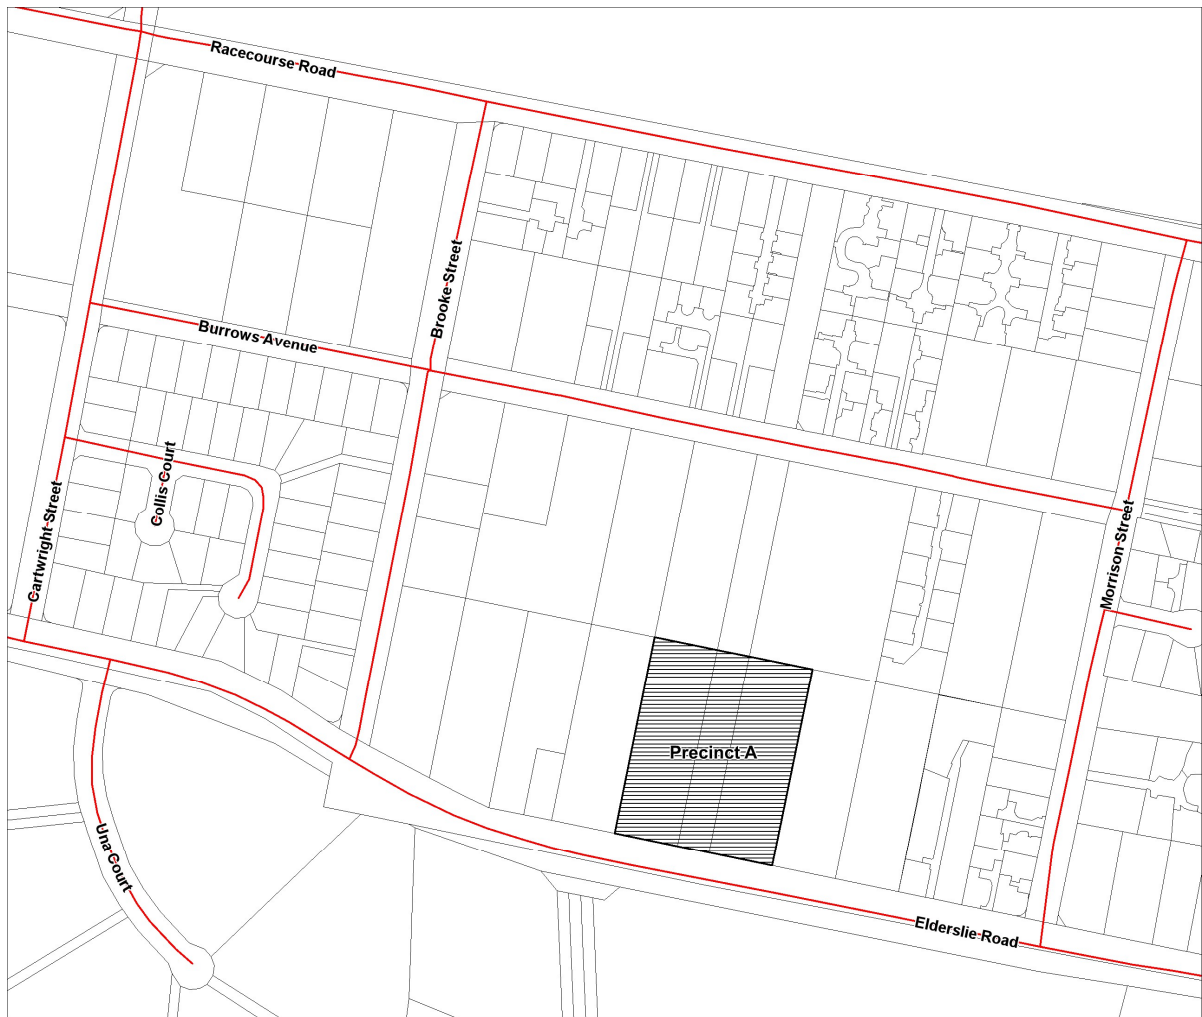 Racecourse Road
Brooke Street
Burrows Avenue
Collis Court
Cartwright Street
Morrison Street
Precinct A
Una Court
Elderslie Road